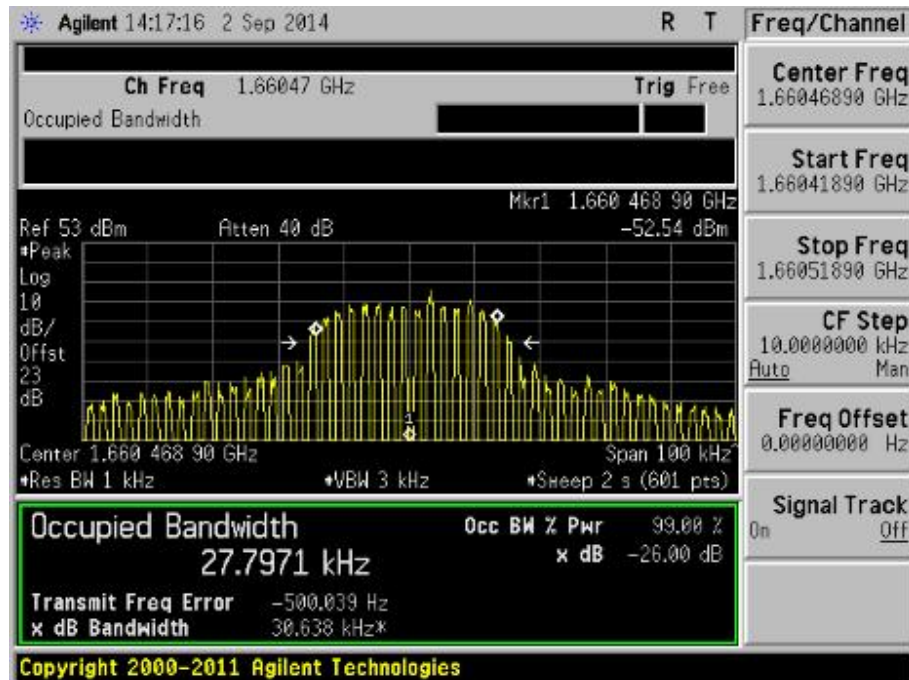 Agilent 14:17:16 2 Sep 2014 R T
Freq/Channel
Ch Freq 1.66047 GHz Trig Free
Occupied Bandwidth
Center Freq
1.66046890 GHz
Start Freq
1.66041890 GHz
Stop Freq
1.66051890 GHz
CF Step
10.0000000 kHz
Auto Man
Freq Offset
0.00000000 Hz
Signal Track
On Off
Mkr1 1.660 468 90 GHz
Ref 53 dBm Atten 40 dB -52.54 dBm
#Peak
Log
10
dB/
Offst
23
dB
1
Center 1.660 468 90 GHz Span 100 kHz^
#Res BW 1 kHz #VBW 3 kHz #Sweep 2 s (601 pts)
Occupied Bandwidth Occ BW % Pwr 99.00 %
27.7971 kHz x dB -26.00 dB
Transmit Freq Error -500.039 Hz
x dB Bandwidth 30.638 kHz*
Copyright 2000-2011 Agilent Technologies